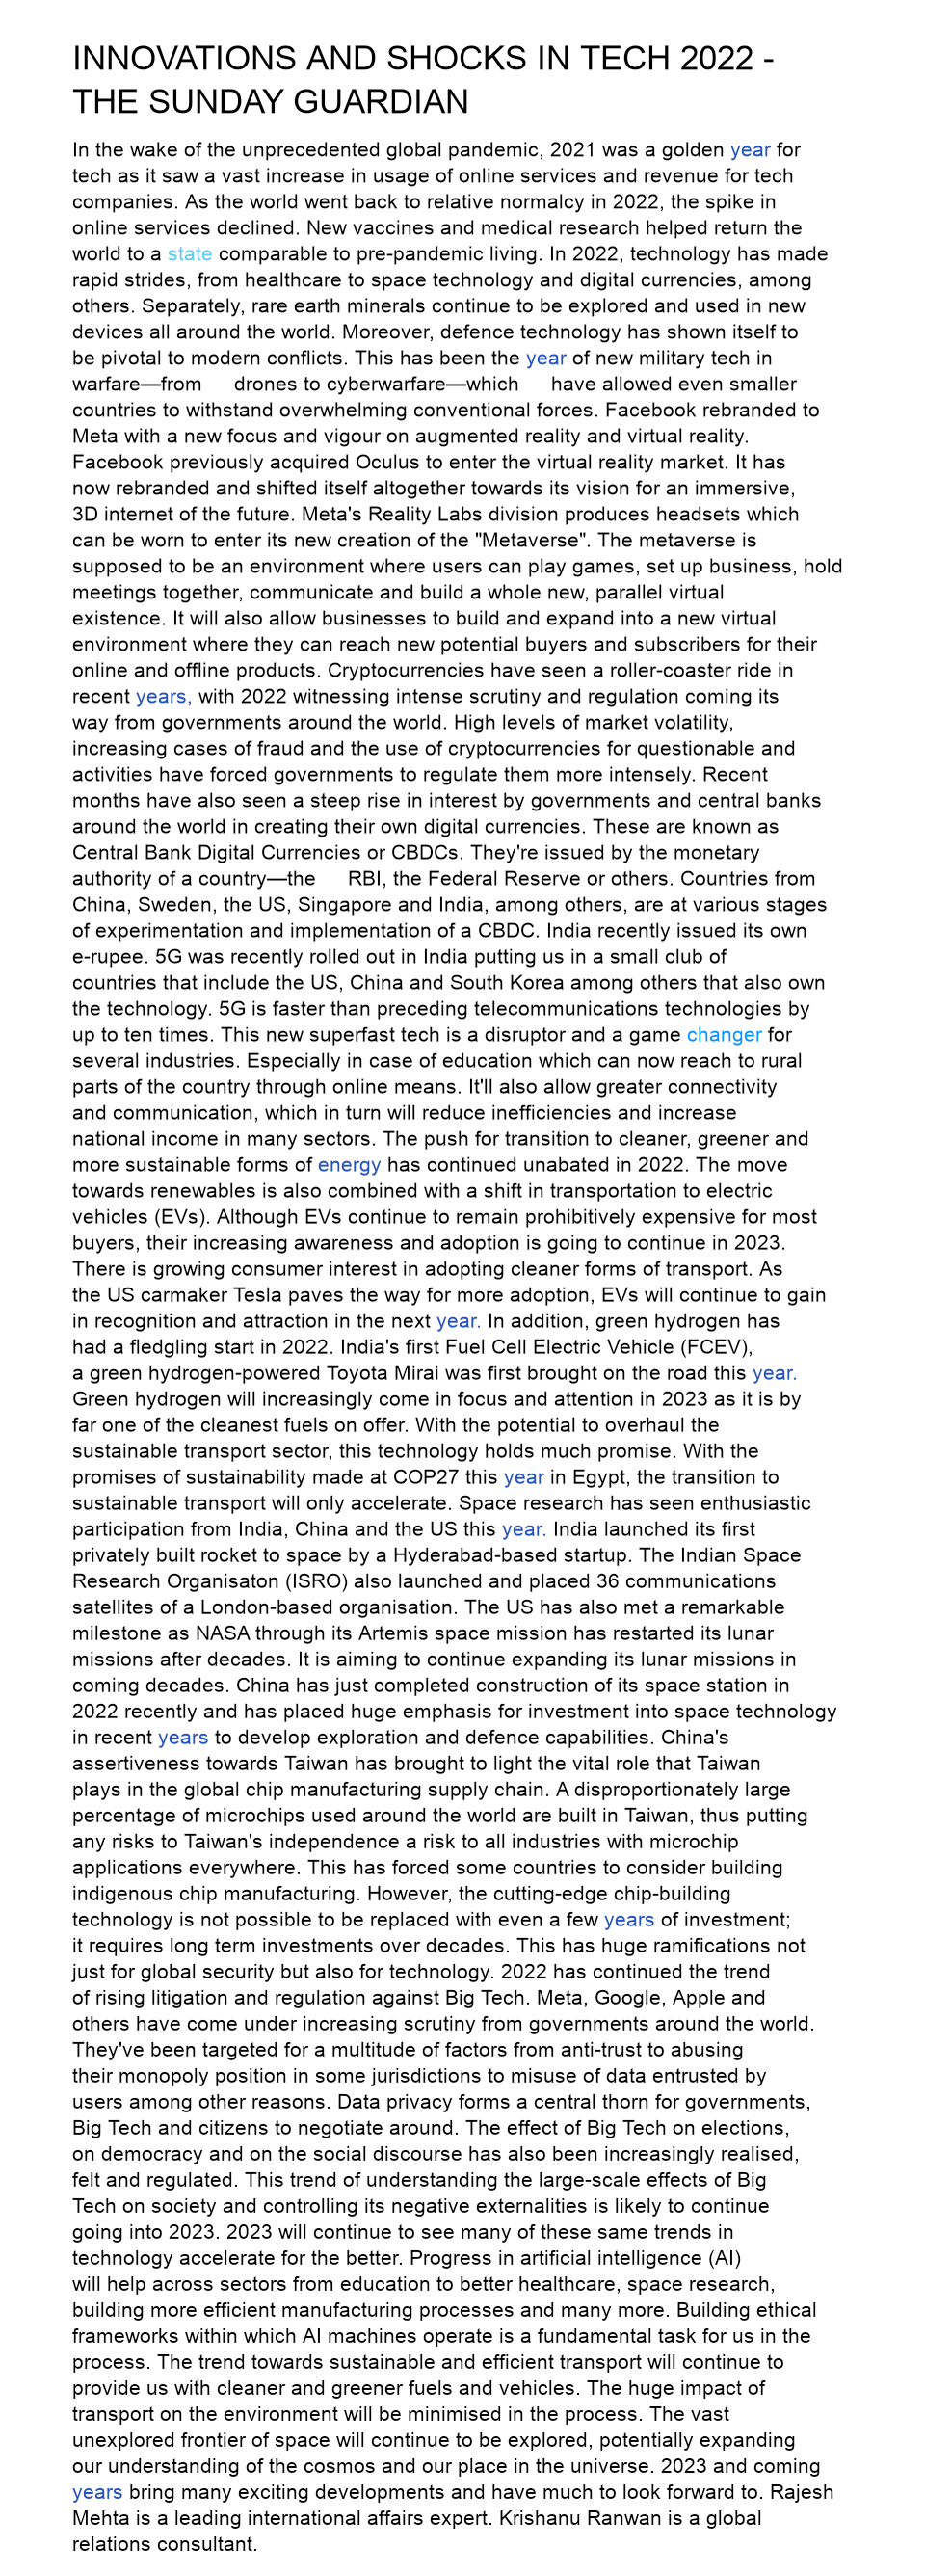 INNOVATIONS AND SHOCKS IN TECH 2022 -
THE SUNDAY GUARDIAN
In the wake of the unprecedented global pandemic, 2021 was a golden year for
tech as it saw a vast increase in usage of online services and revenue for tech
companies. As the world went back to relative normalcy in 2022, the spike in
online services declined. New vaccines and medical research helped return the
world to a state comparable to pre-pandemic living. In 2022, technology has made
rapid strides, from healthcare to space technology and digital currencies, among
others. Separately, rare earth minerals continue to be explored and used in new
devices all around the world. Moreover, defence technology has shown itself to
be pivotal to modern conflicts. This has been the year of new military tech in
warfare—from drones to cyberwarfare—which have allowed even smaller
countries to withstand overwhelming conventional forces. Facebook rebranded to
Meta with a new focus and vigour on augmented reality and virtual reality.
Facebook previously acquired Oculus to enter the virtual reality market. It has
now rebranded and shifted itself altogether towards its vision for an immersive,
3D internet of the future. Meta's Reality Labs division produces headsets which
can be worn to enter its new creation of the "Metaverse". The metaverse is
supposed to be an environment where users can play games, set up business, hold
meetings together, communicate and build a whole new, parallel virtual
existence. It will also allow businesses to build and expand into a new virtual
environment where they can reach new potential buyers and subscribers for their
online and offline products. Cryptocurrencies have seen a roller-coaster ride in
recent years, with 2022 witnessing intense scrutiny and regulation coming its
way from governments around the world. High levels of market volatility,
increasing cases of fraud and the use of cryptocurrencies for questionable and
activities have forced governments to regulate them more intensely. Recent
months have also seen a steep rise in interest by governments and central banks
around the world in creating their own digital currencies. These are known as
Central Bank Digital Currencies or CBDCs. They're issued by the monetary
authority of a country—the RBI, the Federal Reserve or others. Countries from
China, Sweden, the US, Singapore and India, among others, are at various stages
of experimentation and implementation of a CBDC. India recently issued its own
e-rupee. 5G was recently rolled out in India putting us in a small club of
countries that include the US, China and South Korea among others that also own
the technology. 5G is faster than preceding telecommunications technologies by
up to ten times. This new superfast tech is a disruptor and a game changer for
several industries. Especially in case of education which can now reach to rural
parts of the country through online means. It'll also allow greater connectivity
and communication, which in turn will reduce inefficiencies and increase
national income in many sectors. The push for transition to cleaner, greener and
more sustainable forms of energy has continued unabated in 2022. The move
towards renewables is also combined with a shift in transportation to electric
vehicles (EVs). Although EVs continue to remain prohibitively expensive for most
buyers, their increasing awareness and adoption is going to continue in 2023.
There is growing consumer interest in adopting cleaner forms of transport. As
the US carmaker Tesla paves the way for more adoption, EVs will continue to gain
in recognition and attraction in the next year. In addition, green hydrogen has
had a fledgling start in 2022. India's first Fuel Cell Electric Vehicle (FCEV),
a green hydrogen-powered Toyota Mirai was first brought on the road this year.
Green hydrogen will increasingly come in focus and attention in 2023 as it is by
far one of the cleanest fuels on offer. With the potential to overhaul the
sustainable transport sector, this technology holds much promise. With the
promises of sustainability made at COP27 this year in Egypt, the transition to
sustainable transport will only accelerate. Space research has seen enthusiastic
participation from India, China and the US this year. India launched its first
privately built rocket to space by a Hyderabad-based startup. The Indian Space
Research Organisaton (ISRO) also launched and placed 36 communications
satellites of a London-based organisation. The US has also met a remarkable
milestone as NASA through its Artemis space mission has restarted its lunar
missions after decades. It is aiming to continue expanding its lunar missions in
coming decades. China has just completed construction of its space station in
2022 recently and has placed huge emphasis for investment into space technology
in recent years to develop exploration and defence capabilities. China's
assertiveness towards Taiwan has brought to light the vital role that Taiwan
plays in the global chip manufacturing supply chain. A disproportionately large
percentage of microchips used around the world are built in Taiwan, thus putting
any risks to Taiwan's independence a risk to all industries with microchip
applications everywhere. This has forced some countries to consider building
indigenous chip manufacturing. However, the cutting-edge chip-building
technology is not possible to be replaced with even a few years of investment;
it requires long term investments over decades. This has huge ramifications not
just for global security but also for technology. 2022 has continued the trend
of rising litigation and regulation against Big Tech. Meta, Google, Apple and
others have come under increasing scrutiny from governments around the world.
They've been targeted for a multitude of factors from anti-trust to abusing
their monopoly position in some jurisdictions to misuse of data entrusted by
users among other reasons. Data privacy forms a central thorn for governments,
Big Tech and citizens to negotiate around. The effect of Big Tech on elections,
on democracy and on the social discourse has also been increasingly realised,
felt and regulated. This trend of understanding the large-scale effects of Big
Tech on society and controlling its negative externalities is likely to continue
going into 2023. 2023 will continue to see many of these same trends in
technology accelerate for the better. Progress in artificial intelligence (AI)
will help across sectors from education to better healthcare, space research,
building more efficient manufacturing processes and many more. Building ethical
frameworks within which AI machines operate is a fundamental task for us in the
process. The trend towards sustainable and efficient transport will continue to
provide us with cleaner and greener fuels and vehicles. The huge impact of
transport on the environment will be minimised in the process. The vast
unexplored frontier of space will continue to be explored, potentially expanding
our understanding of the cosmos and our place in the universe. 2023 and coming
years bring many exciting developments and have much to look forward to. Rajesh
Mehta is a leading international affairs expert. Krishanu Ranwan is a global
relations consultant.